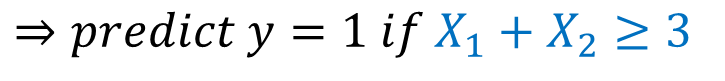 ⇒ predict y = 1 if X₁ + X₂ ≥ 3